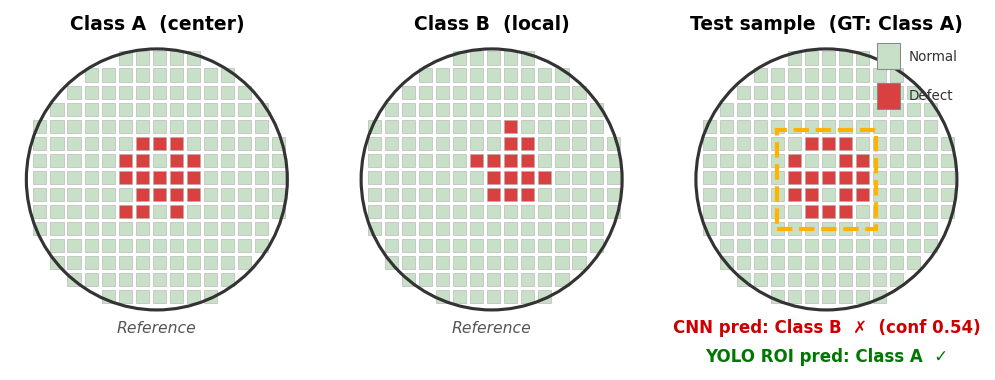 Class A (center)
Class B (local)
Test sample (GT: Class A)
Normal
Defect
Reference
Reference
CNN pred: Class B ✗ (conf 0.54)
YOLO ROI pred: Class A ✓